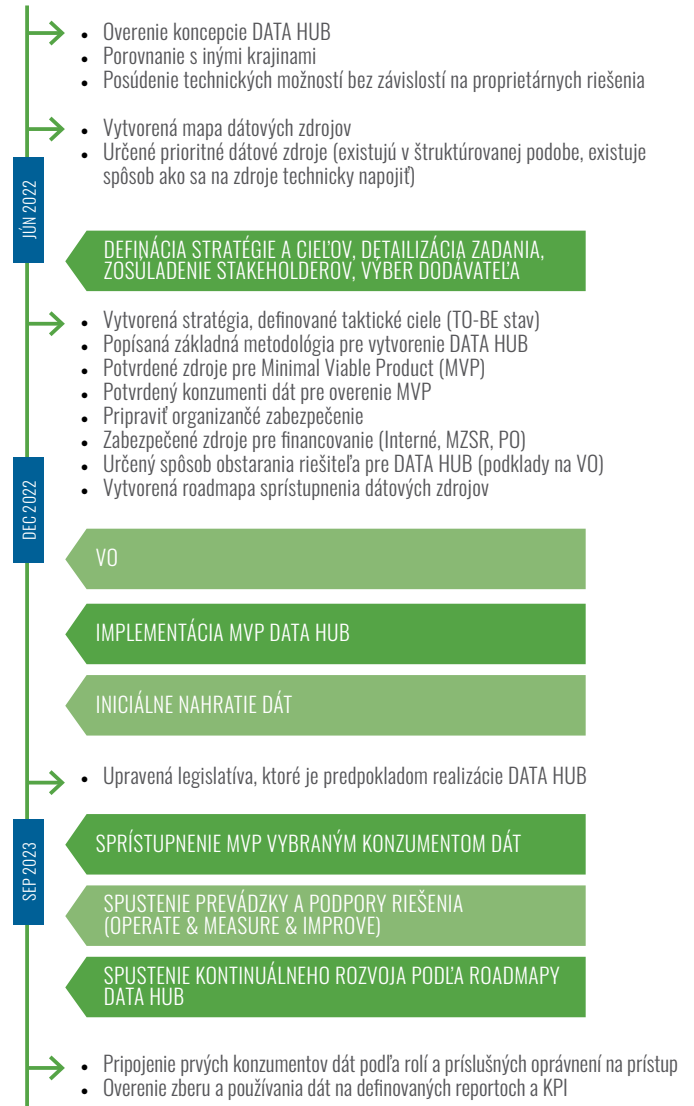 • Overenie koncepcie DATA HUB
• Porovnanie s inými krajinami
• Posúdenie technických možností bez závislostí na proprietárnych riešenia
• Vytvorená mapa dátových zdrojov
• Určené prioritné dátové zdroje (existujú v štruktúrovanej podobe, existuje
spôsob ako sa na zdroje technicky napojiť)
JÚN 2022
DEFINÁCIA STRATÉGIE A CIEĽOV, DETAILIZÁCIA ZADANIA,
ZOSÚLADENIE STAKEHOLDEROV, VÝBER DODÁVATEĽA
• Vytvorená stratégia, definované taktické ciele (TO-BE stav)
• Popísaná základná metodológia pre vytvorenie DATA HUB
• Potvrdené zdroje pre Minimal Viable Product (MVP)
• Potvrdený konzumenti dát pre overenie MVP
• Pripraviť organizančé zabezpečenie
• Zabezpečené zdroje pre financovanie (Interné, MZSR, PO)
• Určený spôsob obstarania riešiteľa pre DATA HUB (podklady na VO)
• Vytvorená roadmapa sprístupnenia dátových zdrojov
DEC 2022
VO
IMPLEMENTÁCIA MVP DATA HUB
INICIÁLNE NAHRATIE DÁT
• Upravená legislatíva, ktoré je predpokladom realizácie DATA HUB
SEP 2023
SPRÍSTUPNENIE MVP VYBRANÝM KONZUMENTOM DÁT
SPUSTENIE PREVÁDZKY A PODPORY RIEŠENIA
(OPERATE & MEASURE & IMPROVE)
SPUSTENIE KONTINUÁLNEHO ROZVOJA PODĽA ROADMAPY
DATA HUB
• Pripojenie prvých konzumentov dát podľa rolí a príslušných oprávnení na prístup
• Overenie zberu a používania dát na definovaných reportoch a KPI